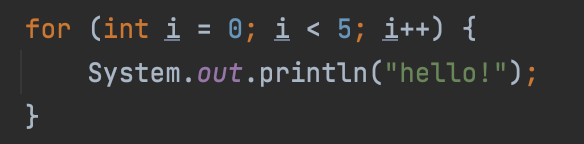 for (int i = 0; i < 5; i++) {
    System.out.println("hello!");
}